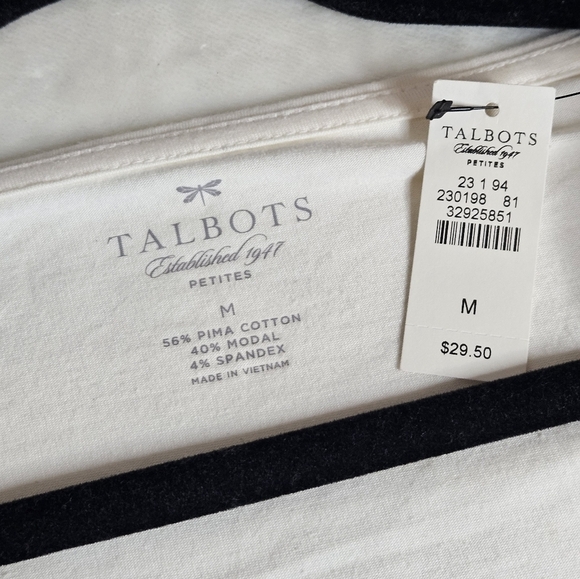 TALBOTS
Established 1947
PETITES
M
56% PIMA COTTON
40% MODAL
4% SPANDEX
MADE IN VIETNAM
TALBOTS
Established 1947
PETITES
23 1 94
230198 81
32925851
M
$29.50